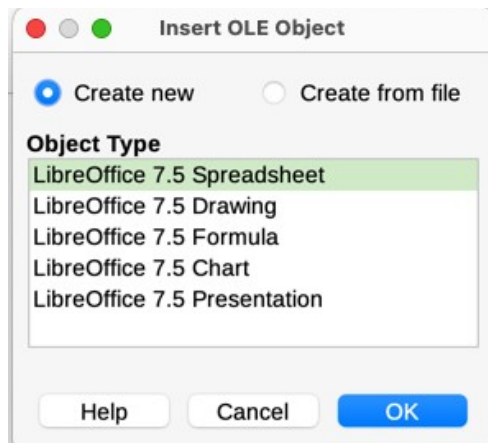 Insert OLE Object
Create new Create from file
Object Type
LibreOffice 7.5 Spreadsheet
LibreOffice 7.5 Drawing
LibreOffice 7.5 Formula
LibreOffice 7.5 Chart
LibreOffice 7.5 Presentation
Help Cancel OK